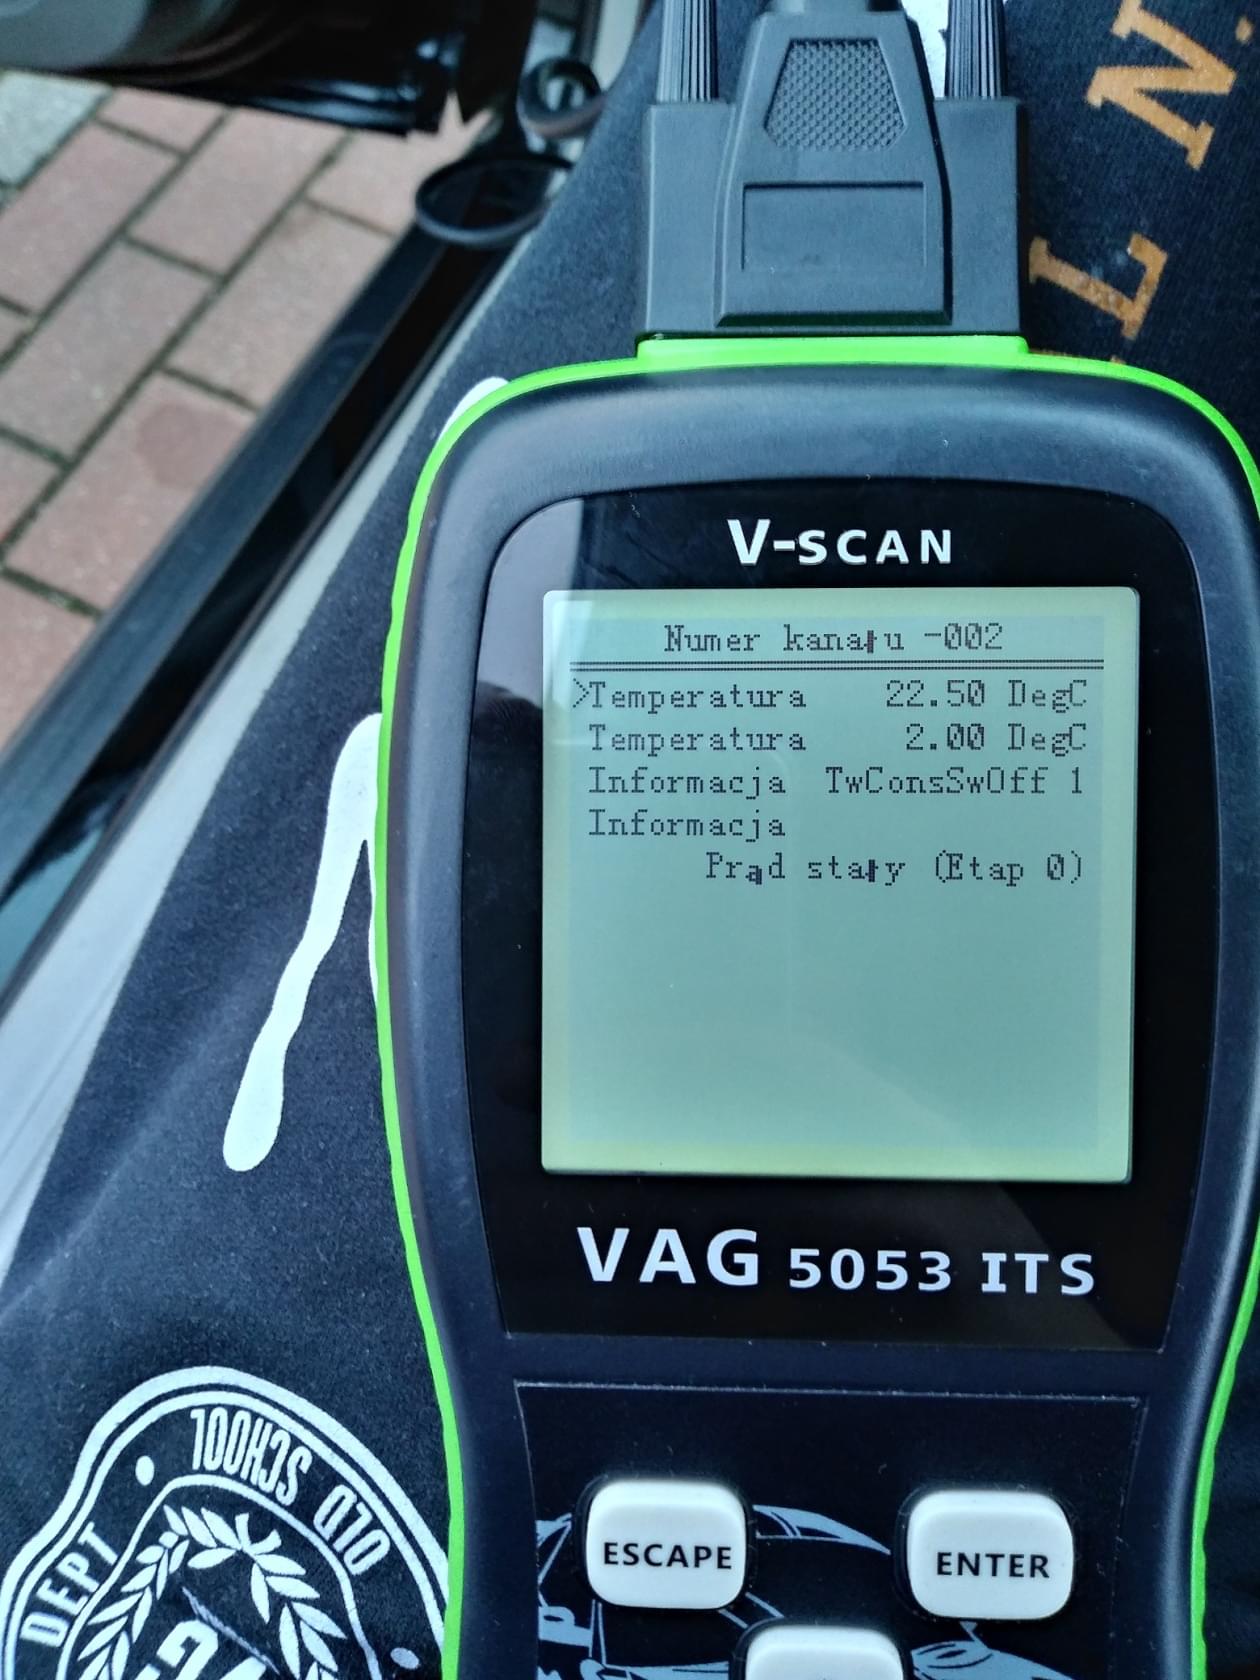 N.
L
V-SCAN
Numer kanału -002
>Temperatura 22.50 DegC
Temperatura 2.00 DegC
Informacja TwConsSwOff 1
Informacja
Prąd stały (Etap 0)
VAG 5053 ITS
ESCAPE
ENTER
OLD SCHOOL
DEPT